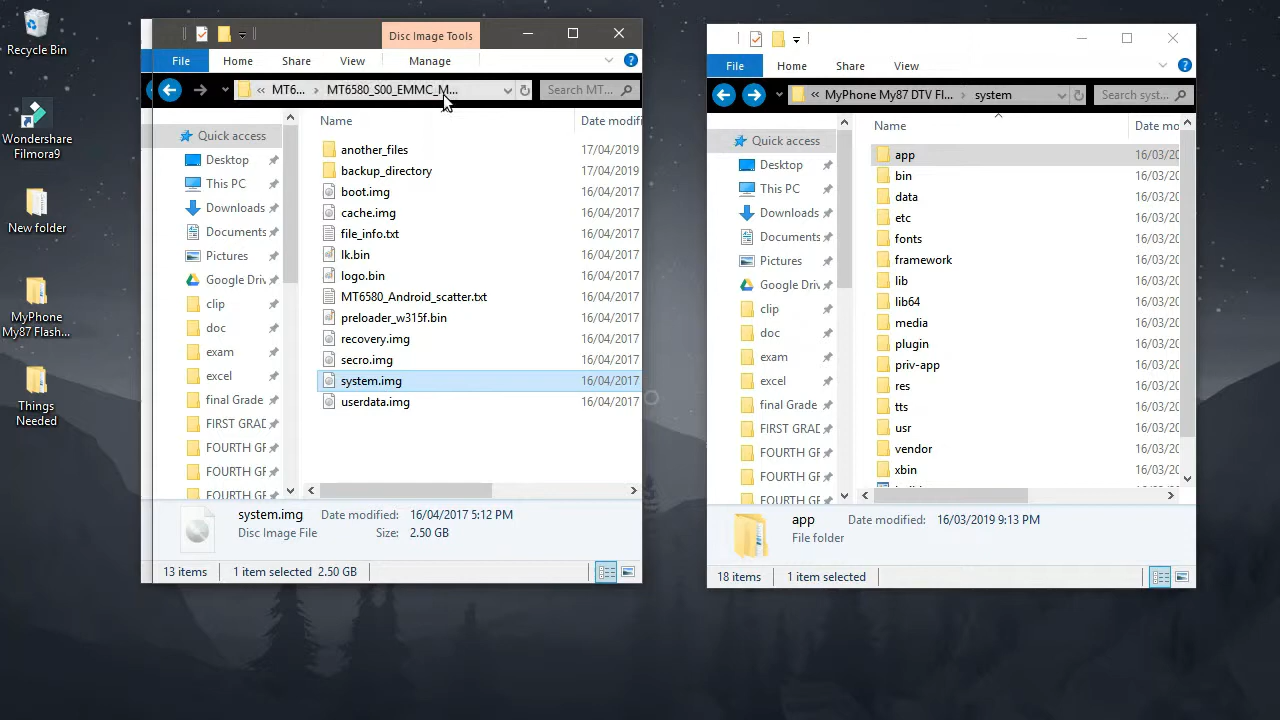 Recycle Bin
Wondershare
Filmora9
New folder
MyPhone
My87 Flash...
Things
Needed
Disc Image Tools
File Home Share View Manage
MT6... MT6580_S00_EMMC_M... Search MT...
Name Date modifi
Quick access
Desktop
This PC
Downloads
Documents
Pictures
Google Driv
clip
doc
exam
excel
final Grade
FIRST GRAD
FOURTH GF
FOURTH GF
FOURTH GF
another_files 17/04/2019
backup_directory 17/04/2019
boot.img 16/04/2017
cache.img 16/04/2017
file_info.txt 16/04/2017
lk.bin 16/04/2017
logo.bin 16/04/2017
MT6580_Android_scatter.txt 16/04/2017
preloader_w315f.bin 16/04/2017
recovery.img 16/04/2017
secro.img 16/04/2017
system.img 16/04/2017
userdata.img 16/04/2017
system.img Date modified: 16/04/2017 5:12 PM
Disc Image File Size: 2.50 GB
13 items 1 item selected 2.50 GB
File Home Share View
MyPhone My87 DTV Fl... system Search syst...
Name Date mo
Quick access
Desktop
This PC
Downloads
Documents
Pictures
Google Driv
clip
doc
exam
excel
final Grade
FIRST GRAD
FOURTH GF
FOURTH GF
FOURTH GF
app 16/03/20
bin 16/03/20
data 16/03/20
etc 16/03/20
fonts 16/03/20
framework 16/03/20
lib 16/03/20
lib64 16/03/20
media 16/03/20
plugin 16/03/20
priv-app 16/03/20
res 16/03/20
tts 16/03/20
usr 16/03/20
vendor 16/03/20
xbin 16/03/20
app Date modified: 16/03/2019 9:13 PM
File folder
18 items 1 item selected